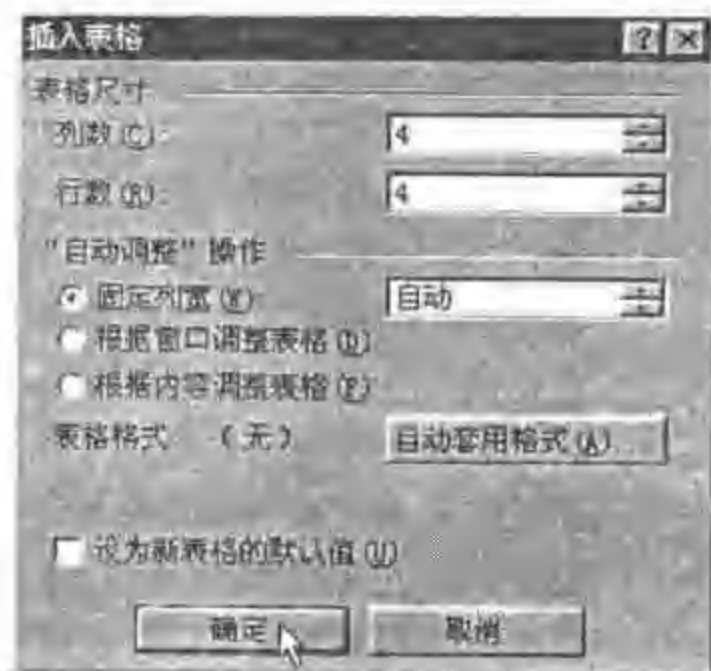 插入表格
表格尺寸
列数(C): 4
行数(R): 4
"自动调整"操作
固定列宽(W): 自动
根据窗口调整表格(D)
根据内容调整表格(F)
表格格式 (无) 自动套用格式(A)...
设为新表格的默认值(U)
确定 取消